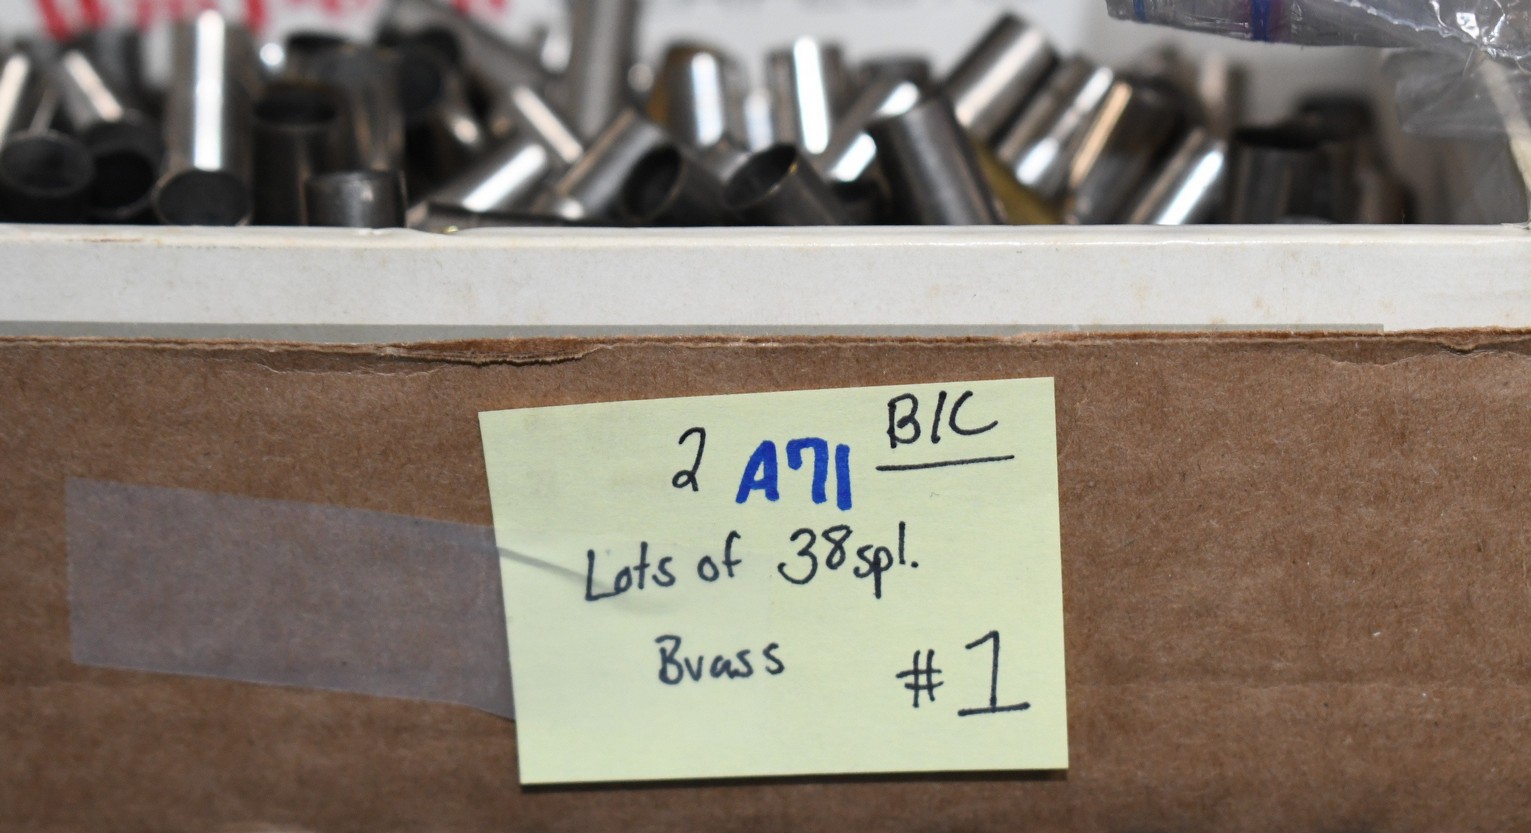 2 A71 B/C
Lots of 38 spl.
Brass #1